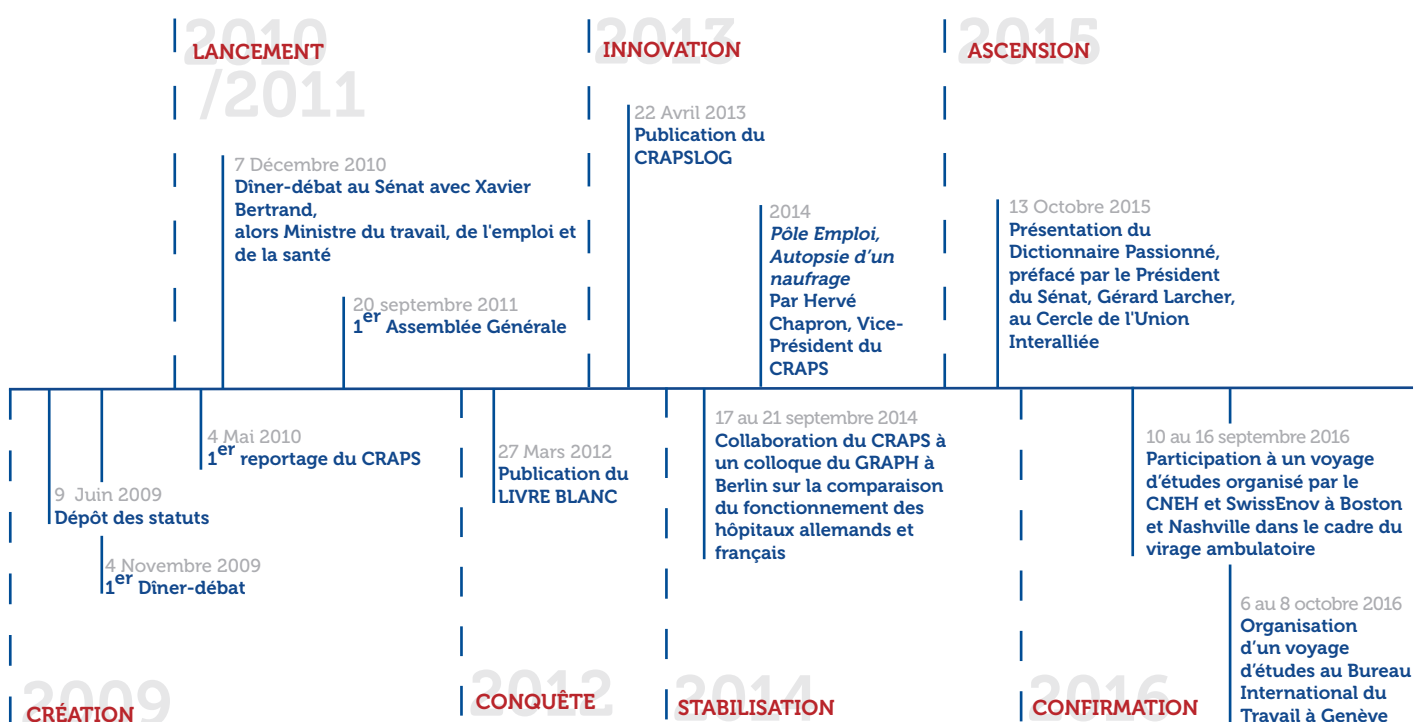 2010
/2011
LANCEMENT
7 Décembre 2010
Dîner-débat au Sénat avec Xavier
Bertrand,
alors Ministre du travail, de l'emploi et
de la santé
20 septembre 2011
1er Assemblée Générale
2013
INNOVATION
22 Avril 2013
Publication du
CRAPSLOG
2014
Pôle Emploi,
Autopsie d'un
naufrage
Par Hervé
Chapron, Vice-
Président du
CRAPS
2015
ASCENSION
13 Octobre 2015
Présentation du
Dictionnaire Passionné,
préfacé par le Président
du Sénat, Gérard Larcher,
au Cercle de l'Union
Interalliée
9 Juin 2009
Dépôt des statuts
4 Novembre 2009
1er Dîner-débat
2009
CRÉATION
4 Mai 2010
1er reportage du CRAPS
27 Mars 2012
Publication du
LIVRE BLANC
2012
CONQUÊTE
17 au 21 septembre 2014
Collaboration du CRAPS à
un colloque du GRAPH à
Berlin sur la comparaison
du fonctionnement des
hôpitaux allemands et
français
2014
STABILISATION
10 au 16 septembre 2016
Participation à un voyage
d'études organisé par le
CNEH et SwissEnov à Boston
et Nashville dans le cadre du
virage ambulatoire
6 au 8 octobre 2016
Organisation
d'un voyage
d'études au Bureau
International du
Travail à Genève
2016
CONFIRMATION